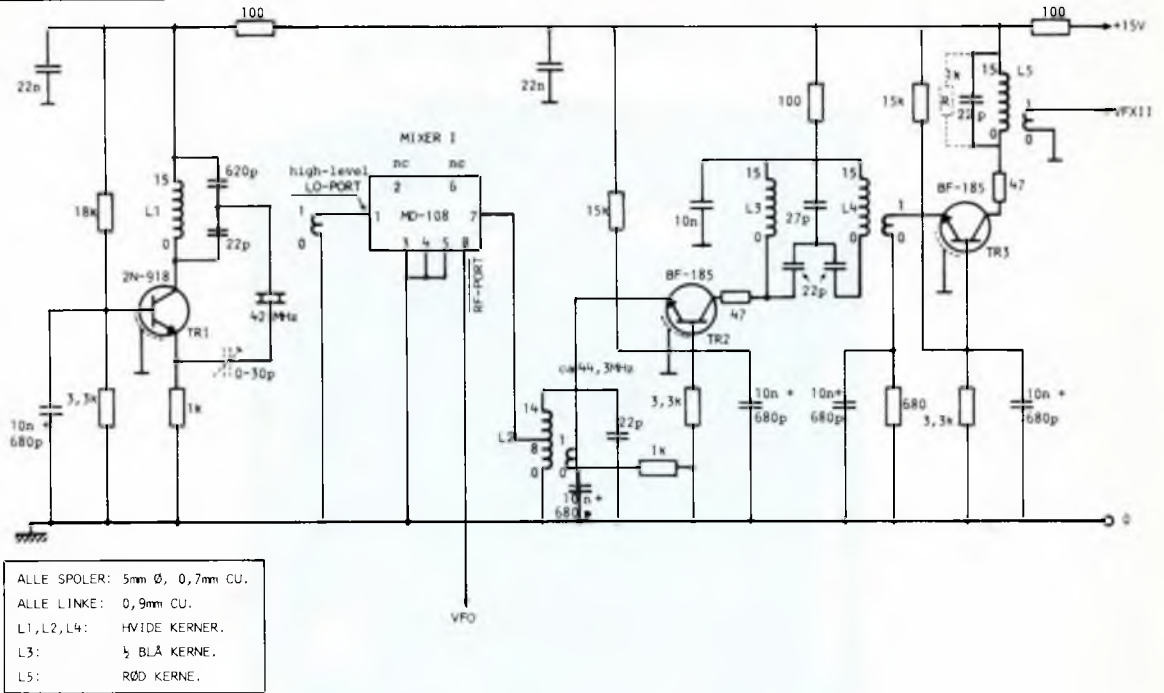 100
100
+15V
22n
22n
1k
15
L5
R
22p
0
1
0
VFXII
100
15k
MIXER I
nc
nc
high-level
LO-PORT
2
6
1
MD-108
7
3
4
5
8
RF-PORT
1
0
620p
15
L1
0
22p
18k
42 MHz
2N-918
TR1
0-30p
3,3k
1k
10n +
680p
15k
10n
15
L3
0
27p
15
L4
0
1
0
22p
BF-185
47
TR2
BF-185
47
TR3
ca 44,3MHz
14
L2
8
0
1
0
22p
1k
10n +
680p
3,3k
10n +
680p
10n+
680p
680
3,3k
10n +
680p
0
VFO
ALLE SPOLER: 5mm Ø, 0,7mm CU.
ALLE LINKE: 0,9mm CU.
L1,L2,L4: HVIDE KERNER.
L3: ½ BLÅ KERNE.
L5: RØD KERNE.